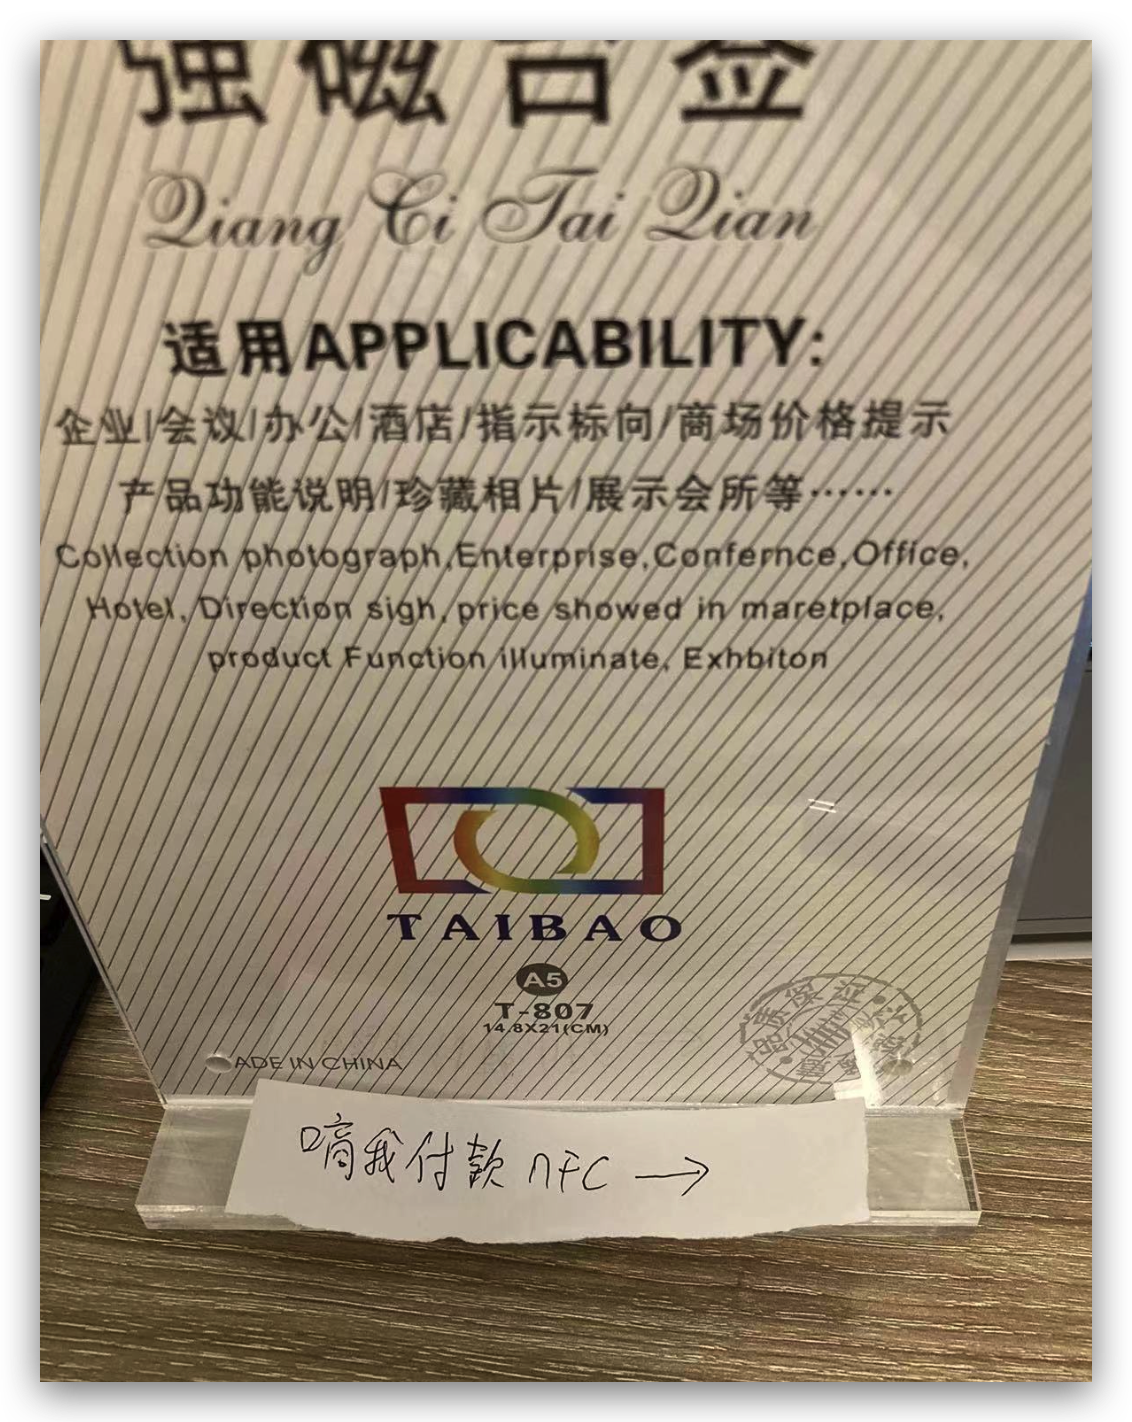 强磁台签
Qiang Ci Tai Qian
适用APPLICABILITY:
企业/会议/办公/酒店/指示标向/商场价格提示
产品功能说明/珍藏相片/展示会所等······
Collection photograph,Enterprise,Confernce,Office,
Hotel, Direction sigh, price showed in maretplace,
product Function illuminate, Exhbiton
TAIBAO
A5
T-807
14.8X21(CM)
ADE IN CHINA
嘀我付款 NFC →